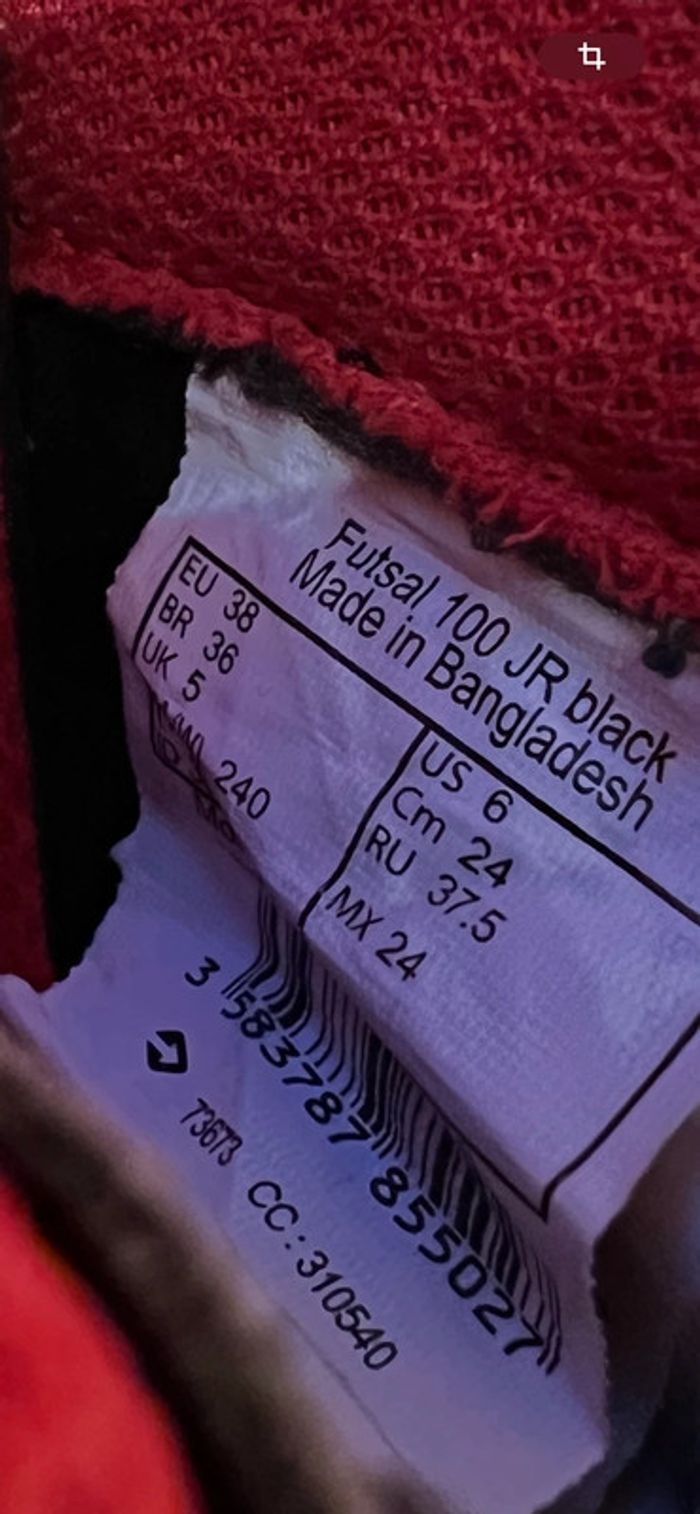 Futsal 100 JR black
Made in Bangladesh
EU 38
BR 36
UK 5
240
US 6
Cm 24
RU 37.5
MX 24
3 583787 855027
73673
CC:310540